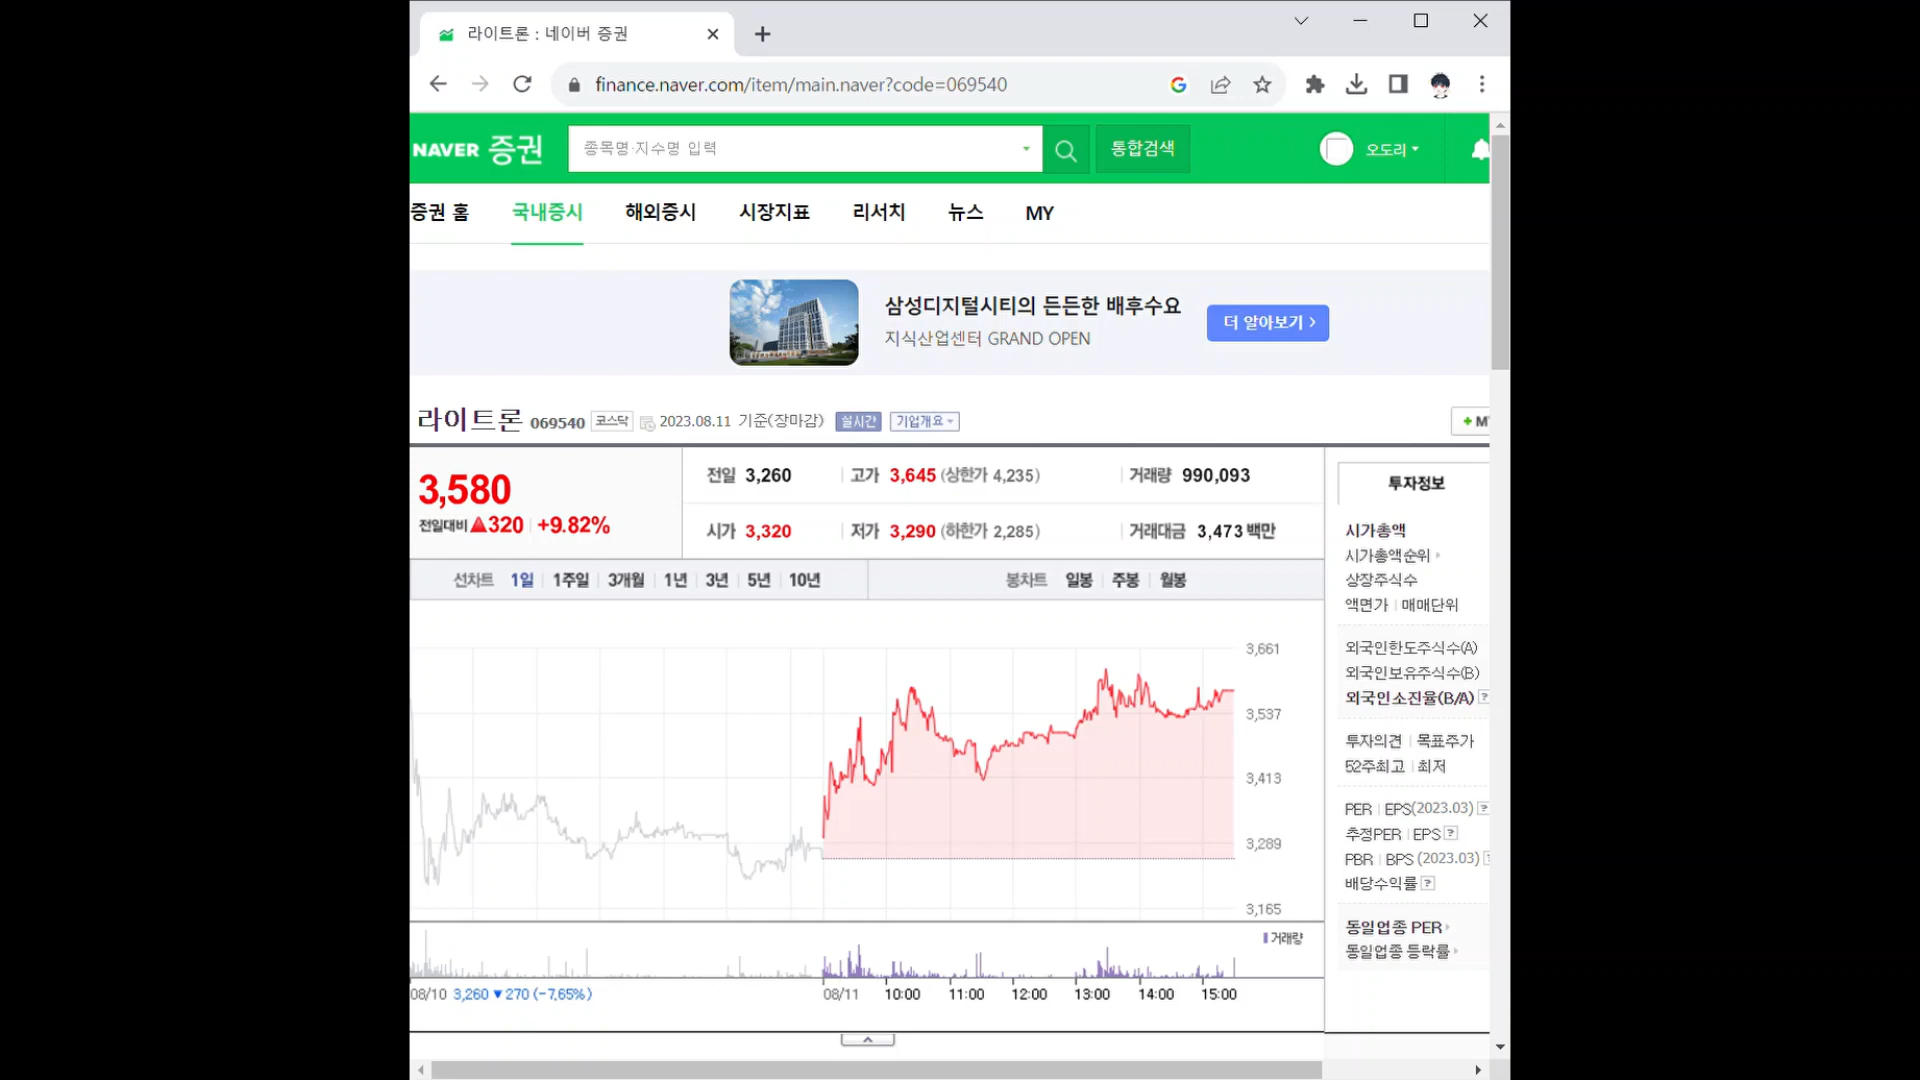 라이트론 : 네이버 증권
finance.naver.com/item/main.naver?code=069540
NAVER 증권
종목명·지수명 입력
통합검색
오도리
증권 홈 국내증시 해외증시 시장지표 리서치 뉴스 MY
삼성디지털시티의 든든한 배후수요
지식산업센터 GRAND OPEN
더 알아보기 >
라이트론 069540 코스닥 2023.08.11 기준(장마감) 실시간 기업개요
3,580
전일대비 ▲320 +9.82%
전일 3,260 고가 3,645 (상한가 4,235) 거래량 990,093
시가 3,320 저가 3,290 (하한가 2,285) 거래대금 3,473 백만
선차트 1일 1주일 3개월 1년 3년 5년 10년 봉차트 일봉 주봉 월봉
3,661
3,537
3,413
3,289
3,165
거래량
08/10 3,260 ▼270 (-7,65%) 08/11 10:00 11:00 12:00 13:00 14:00 15:00
투자정보
시가총액
시가총액순위
상장주식수
액면가 | 매매단위
외국인한도주식수(A)
외국인보유주식수(B)
외국인소진율(B/A) ?
투자의견 | 목표주가
52주최고 | 최저
PER | EPS(2023.03) ?
추정PER | EPS ?
PBR | BPS (2023.03)
배당수익률 ?
동일업종 PER
동일업종 등락률